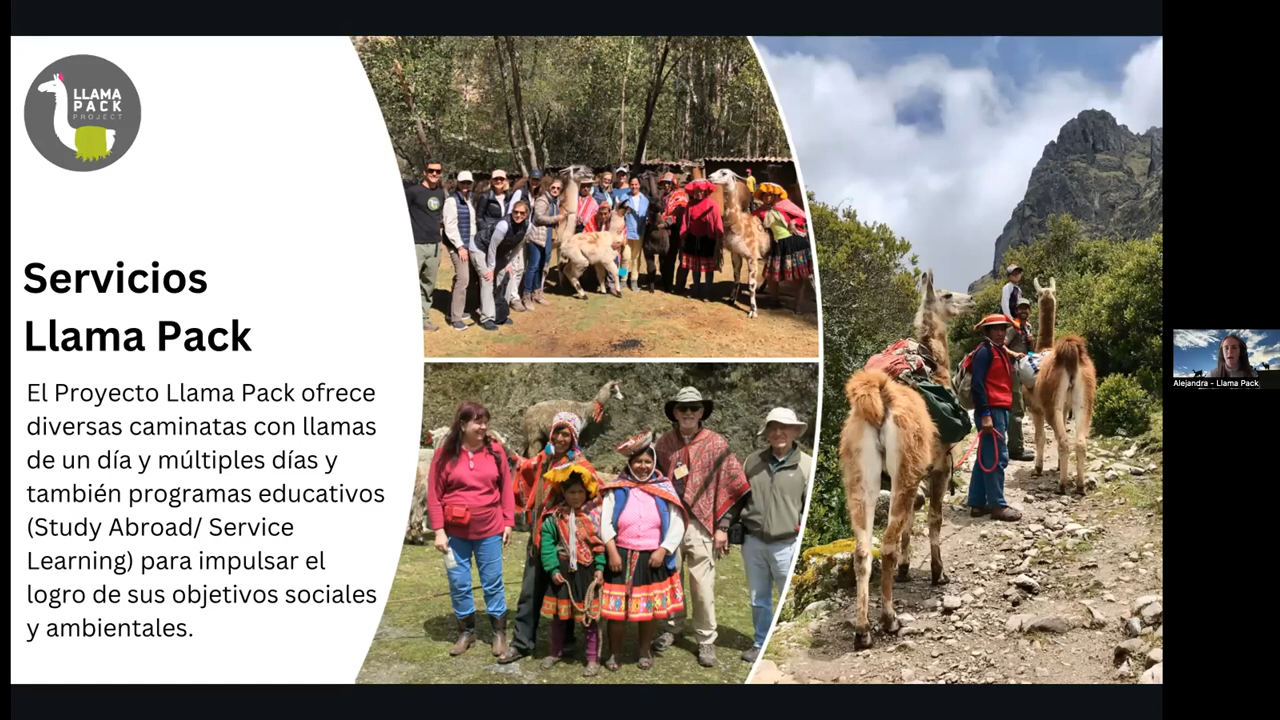 LLAMA
PACK
PROJECT
Servicios
Llama Pack
El Proyecto Llama Pack ofrece
diversas caminatas con llamas
de un día y múltiples días y
también programas educativos
(Study Abroad/ Service
Learning) para impulsar el
logro de sus objetivos sociales
y ambientales.
Alejandra - Llama Pack